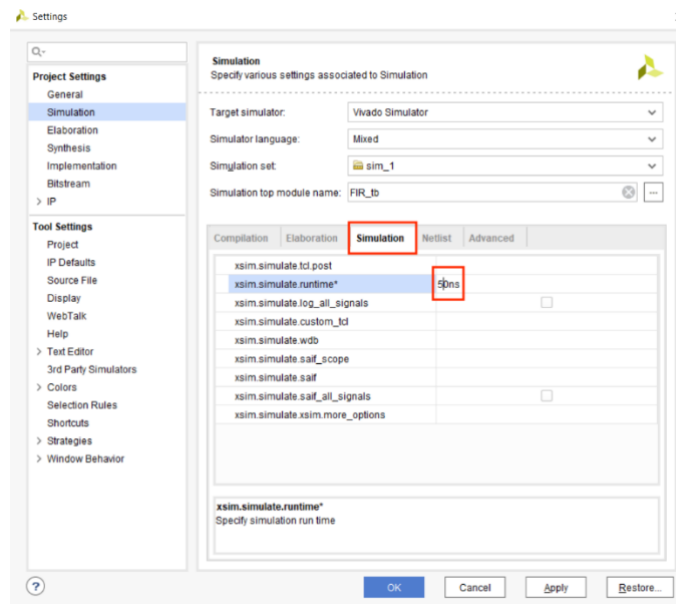 Settings
Q-
Project Settings
General
Simulation
Elaboration
Synthesis
Implementation
Bitstream
> IP
Tool Settings
Project
IP Defaults
Source File
Display
WebTalk
Help
> Text Editor
3rd Party Simulators
> Colors
Selection Rules
Shortcuts
> Strategies
> Window Behavior
Simulation
Specify various settings associated to Simulation
Target simulator: Vivado Simulator
Simulator language: Mixed
Simulation set: sim_1
Simulation top module name: FIR_tb ...
Compilation Elaboration Simulation Netlist Advanced
xsim.simulate.tcl.post
xsim.simulate.runtime* 50ns
xsim.simulate.log_all_signals
xsim.simulate.custom_tcl
xsim.simulate.wdb
xsim.simulate.saif_scope
xsim.simulate.saif
xsim.simulate.saif_all_signals
xsim.simulate.xsim.more_options
xsim.simulate.runtime*
Specify simulation run time
? OK Cancel Apply Restore...